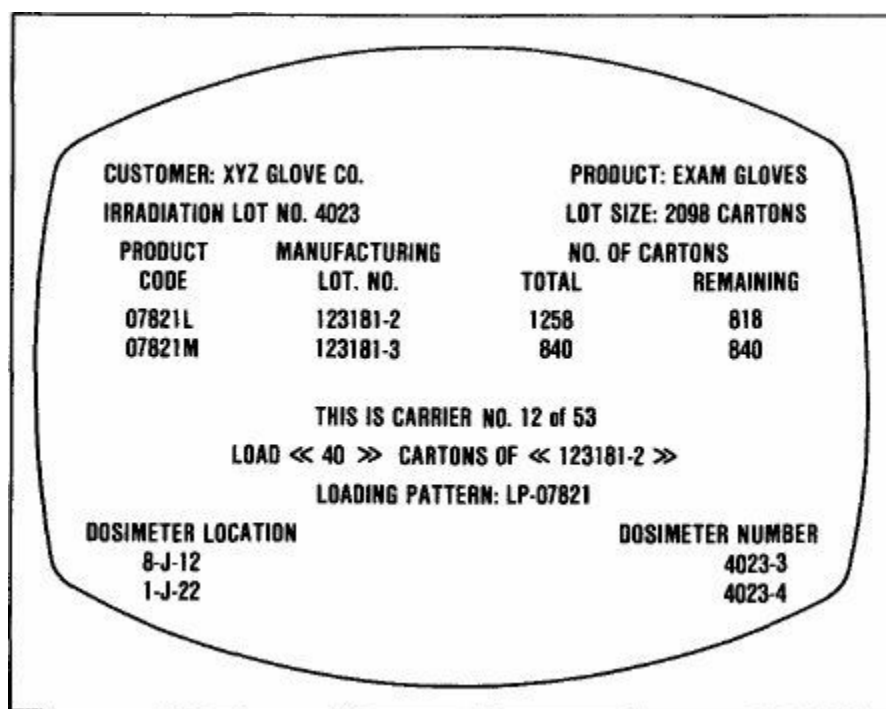 CUSTOMER: XYZ GLOVE CO. PRODUCT: EXAM GLOVES
IRRADIATION LOT NO. 4023 LOT SIZE: 2098 CARTONS
PRODUCT MANUFACTURING NO. OF CARTONS
CODE LOT. NO. TOTAL REMAINING
07821L 123181-2 1258 818
07821M 123181-3 840 840
THIS IS CARRIER NO. 12 of 53
LOAD << 40 >> CARTONS OF << 123181-2 >>
LOADING PATTERN: LP-07821
DOSIMETER LOCATION DOSIMETER NUMBER
8-J-12 4023-3
1-J-22 4023-4